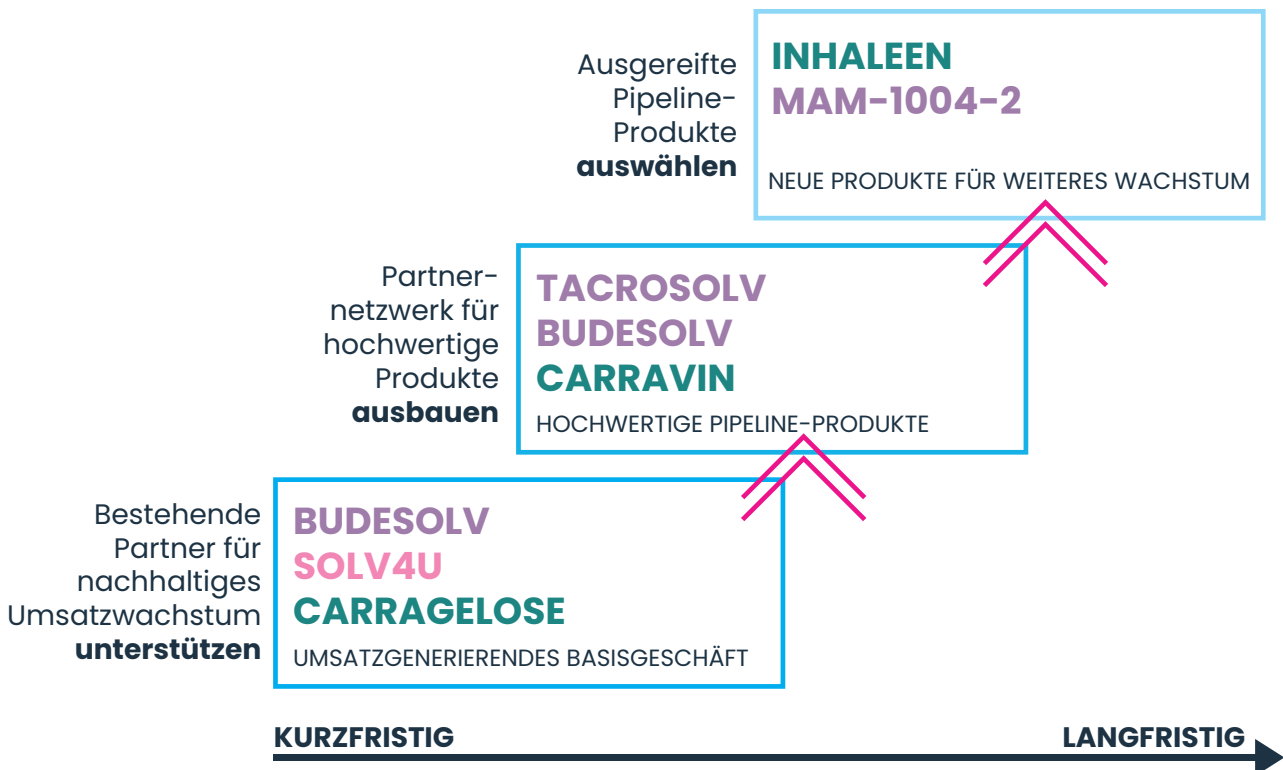 Ausgereifte
Pipeline-
Produkte
auswählen
INHALEEN
MAM-1004-2
NEUE PRODUKTE FÜR WEITERES WACHSTUM
Partner-
netzwerk für
hochwertige
Produkte
ausbauen
TACROSOLV
BUDESOLV
CARRAVIN
HOCHWERTIGE PIPELINE-PRODUKTE
Bestehende
Partner für
nachhaltiges
Umsatzwachstum
unterstützen
BUDESOLV
SOLV4U
CARRAGELOSE
UMSATZGENERIERENDES BASISGESCHÄFT
KURZFRISTIG
LANGFRISTIG